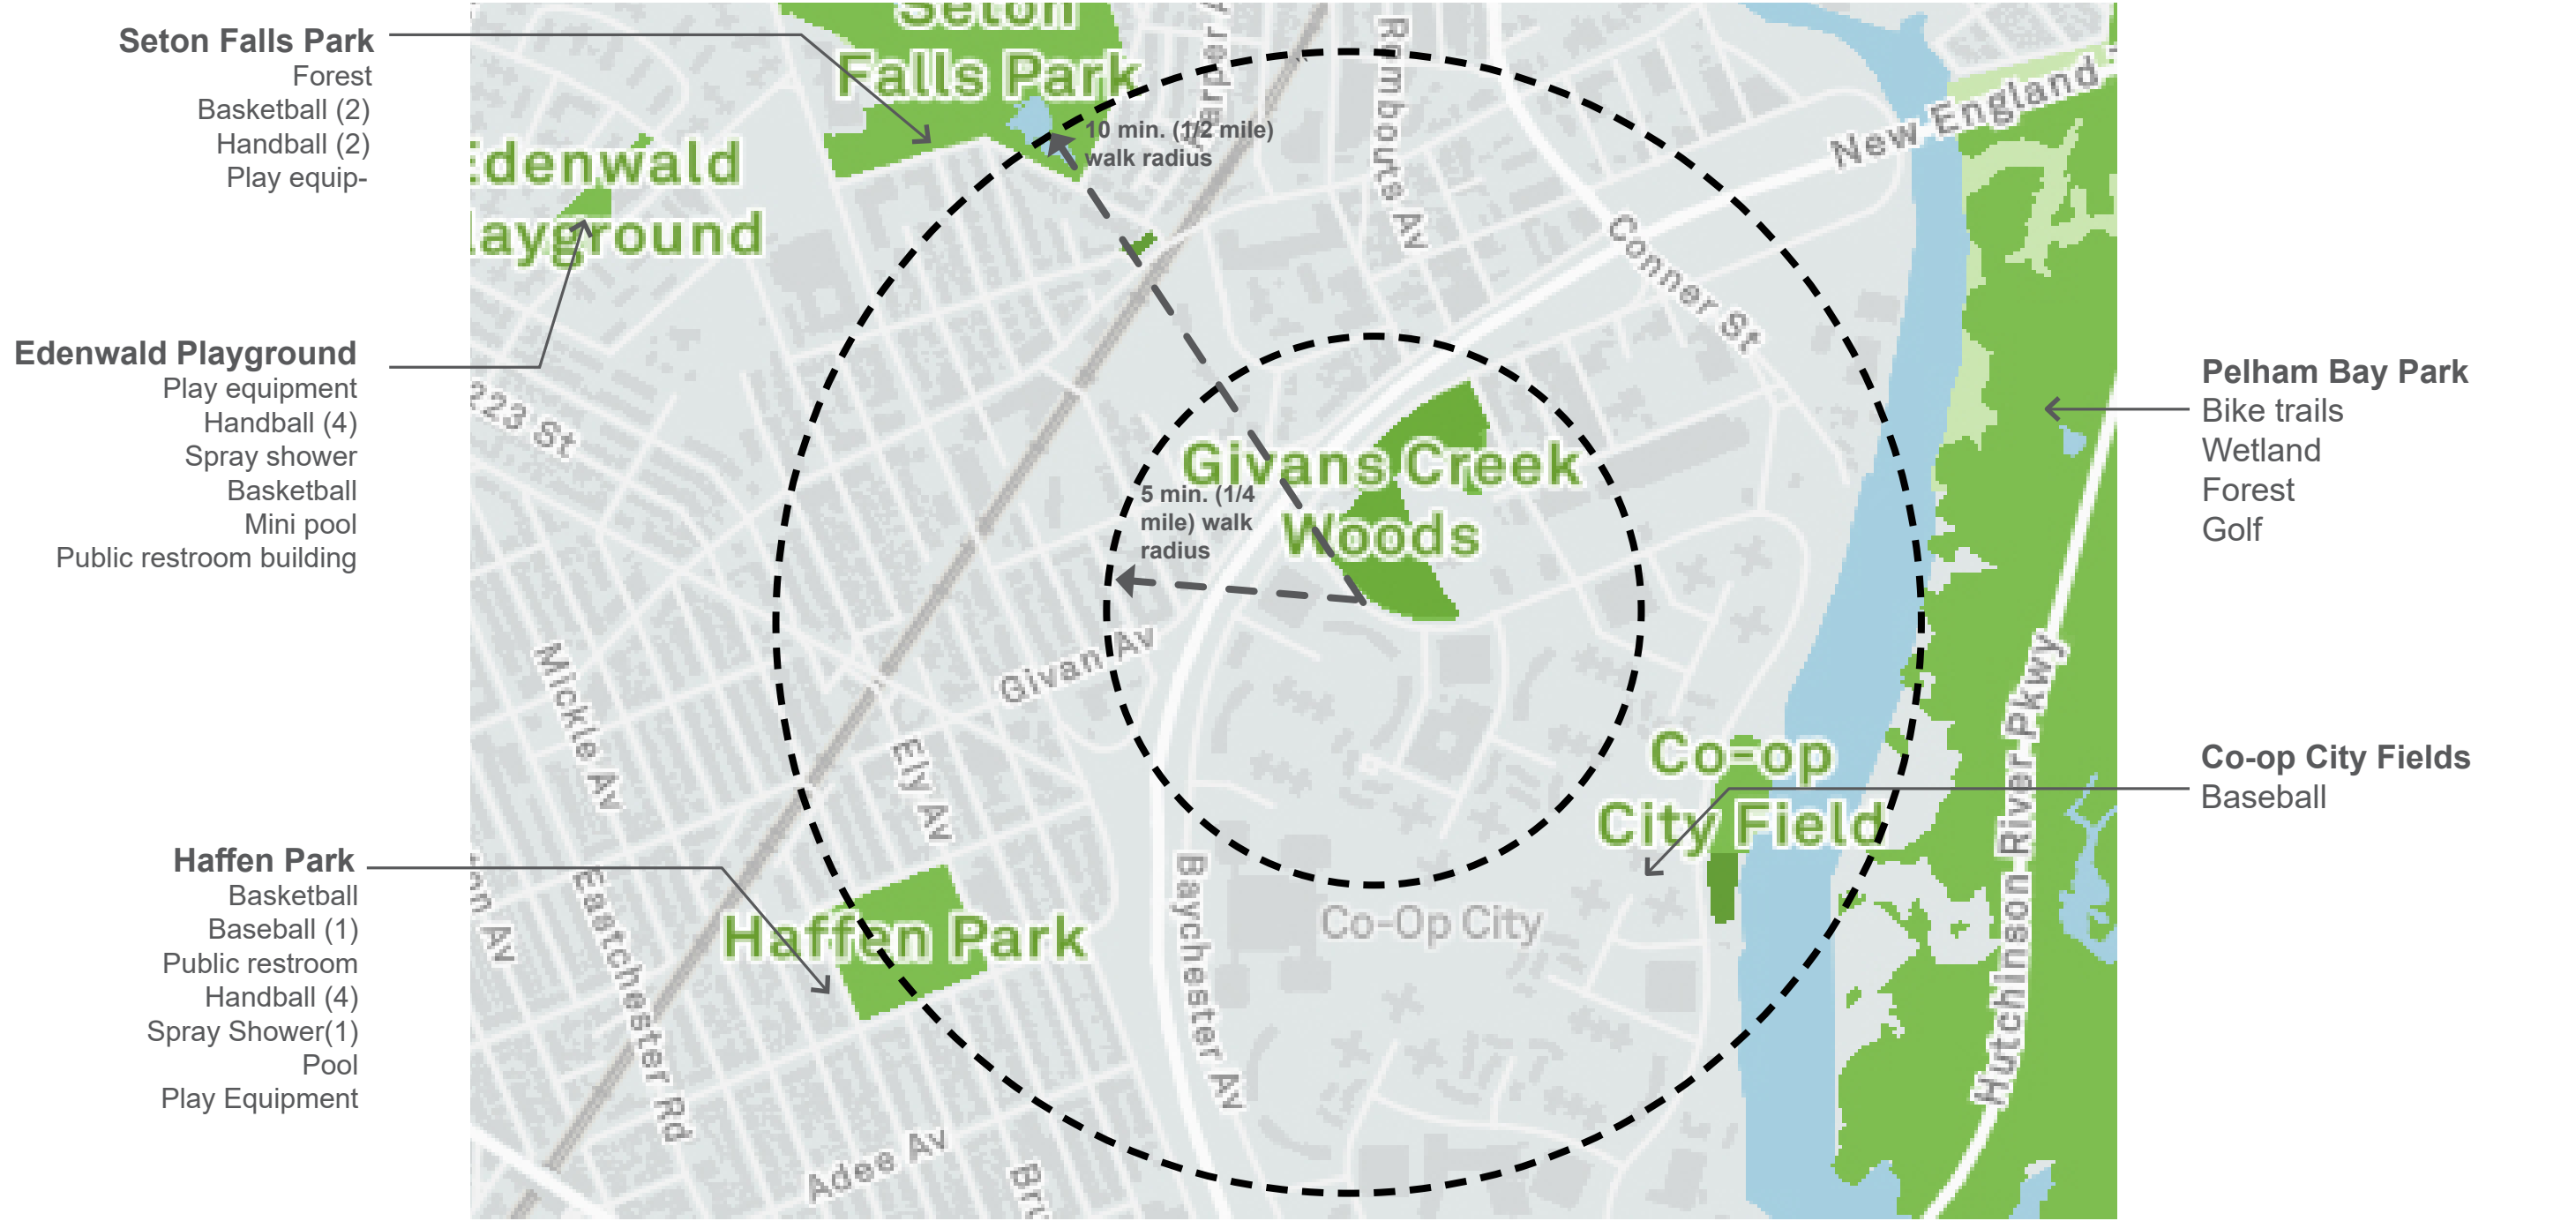 Seton Falls Park
Forest
Basketball (2)
Handball (2)
Play equip-
Edenwald Playground
Play equipment
Handball (4)
Spray shower
Basketball
Mini pool
Public restroom building
Haffen Park
Basketball
Baseball (1)
Public restroom
Handball (4)
Spray Shower(1)
Pool
Play Equipment
Seton
Falls Park
denwald
layground
10 min. (1/2 mile)
walk radius
arper
Rombouts Av
New England
Conner St
223 St
Givans Creek
Woods
5 min. (1/4
mile) walk
radius
Givan Av
Mickle Av
Ely Av
Eastchester Rd
on Av
Haffen Park
Baychester Av
Adee Av
Bru
Co-op
City Field
Co-Op City
Hutchinson River Pkwy
Pelham Bay Park
Bike trails
Wetland
Forest
Golf
Co-op City Fields
Baseball